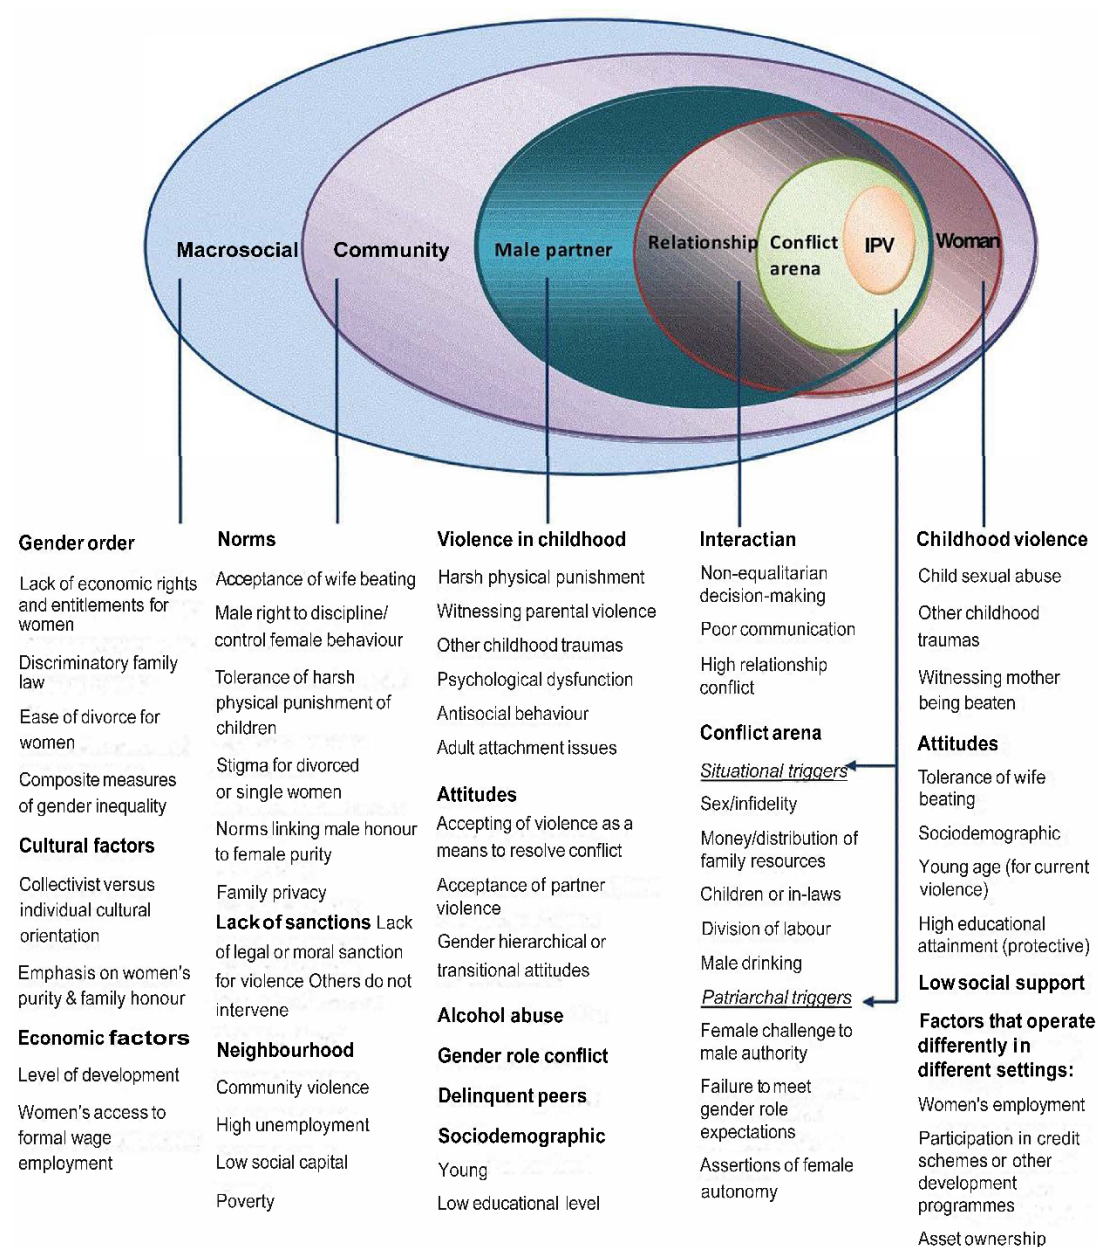 Macrosocial
Community
Male partner
Relationship
Conflict
arena
IPV
Woman
Gender order
Lack of economic rights
and entitlements for
women
Discriminatory family
law
Ease of divorce for
women
Composite measures
of gender inequality
Cultural factors
Collectivist versus
individual cultural
orientation
Emphasis on women's
purity & family honour
Economic factors
Level of development
Women's access to
formal wage
employment
Norms
Acceptance of wife beating
Male right to discipline/
control female behaviour
Tolerance of harsh
physical punishment of
children
Stigma for divorced
or single women
Norms linking male honour
to female purity
Family privacy
Lack of sanctions Lack
of legal or moral sanction
for violence Others do not
intervene
Neighbourhood
Community violence
High unemployment
Low social capital
Poverty
Violence in childhood
Harsh physical punishment
Witnessing parental violence
Other childhood traumas
Psychological dysfunction
Antisocial behaviour
Adult attachment issues
Attitudes
Accepting of violence as a
means to resolve conflict
Acceptance of partner
violence
Gender hierarchical or
transitional attitudes
Alcohol abuse
Gender role conflict
Delinquent peers
Sociodemographic
Young
Low educational level
Interactian
Non-equalitarian
decision-making
Poor communication
High relationship
conflict
Conflict arena
Situational triggers
Sex/infidelity
Money/distribution of
family resources
Children or in-laws
Division of labour
Male drinking
Patriarchal triggers
Female challenge to
male authority
Failure to meet
gender role
expectations
Assertions of female
autonomy
Childhood violence
Child sexual abuse
Other childhood
traumas
Witnessing mother
being beaten
Attitudes
Tolerance of wife
beating
Sociodemographic
Young age (for current
violence)
High educational
attainment (protective)
Low social support
Factors that operate
differently in
different settings:
Women's employment
Participation in credit
schemes or other
development
programmes
Asset ownership